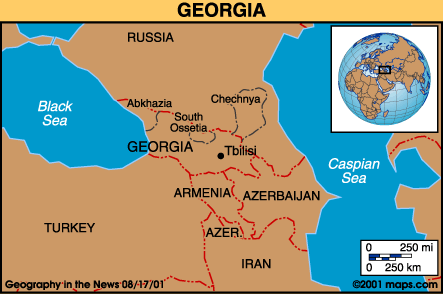 GEORGIA
RUSSIA
Black
Sea
Abkhazia
Chechnya
South
Ossetia
GEORGIA
Tbilisi
Caspian
Sea
ARMENIA
AZERBAIJAN
TURKEY
AZER.
IRAN
0 250 mi
0 250 km
Geography in the News 08/17/01
©2001 maps.com